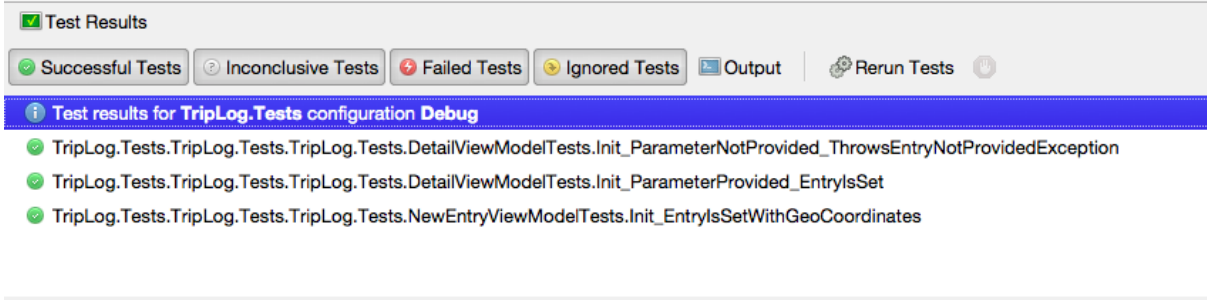 Test Results
Successful Tests Inconclusive Tests Failed Tests Ignored Tests Output Rerun Tests
Test results for TripLog.Tests configuration Debug
TripLog.Tests.TripLog.Tests.TripLog.Tests.DetailViewModelTests.Init_ParameterNotProvided_ThrowsEntryNotProvidedException
TripLog.Tests.TripLog.Tests.TripLog.Tests.DetailViewModelTests.Init_ParameterProvided_EntryIsSet
TripLog.Tests.TripLog.Tests.TripLog.Tests.NewEntryViewModelTests.Init_EntryIsSetWithGeoCoordinates